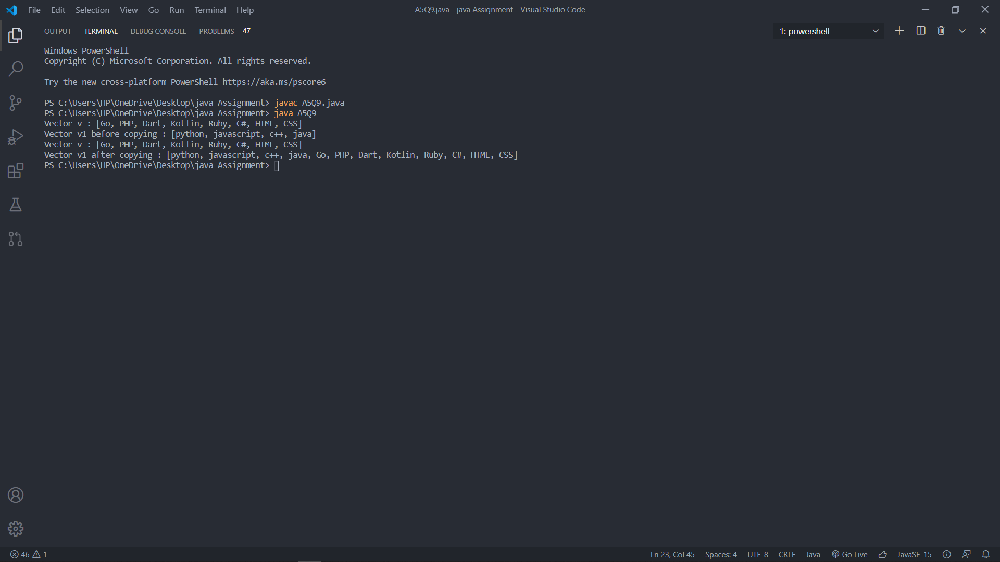 File Edit Selection View Go Run Terminal Help
A5Q9.java - java Assignment - Visual Studio Code
OUTPUT TERMINAL DEBUG CONSOLE PROBLEMS 47
1: powershell
Windows PowerShell
Copyright (C) Microsoft Corporation. All rights reserved.
Try the new cross-platform PowerShell https://aka.ms/pscore6
PS C:\Users\HP\OneDrive\Desktop\java Assignment> javac A5Q9.java
PS C:\Users\HP\OneDrive\Desktop\java Assignment> java A5Q9
Vector v : [Go, PHP, Dart, Kotlin, Ruby, C#, HTML, CSS]
Vector v1 before copying : [python, javascript, c++, java]
Vector v : [Go, PHP, Dart, Kotlin, Ruby, C#, HTML, CSS]
Vector v1 after copying : [python, javascript, c++, java, Go, PHP, Dart, Kotlin, Ruby, C#, HTML, CSS]
PS C:\Users\HP\OneDrive\Desktop\java Assignment>
46 1
Ln 23, Col 45 Spaces: 4 UTF-8 CRLF Java Go Live JavaSE-15